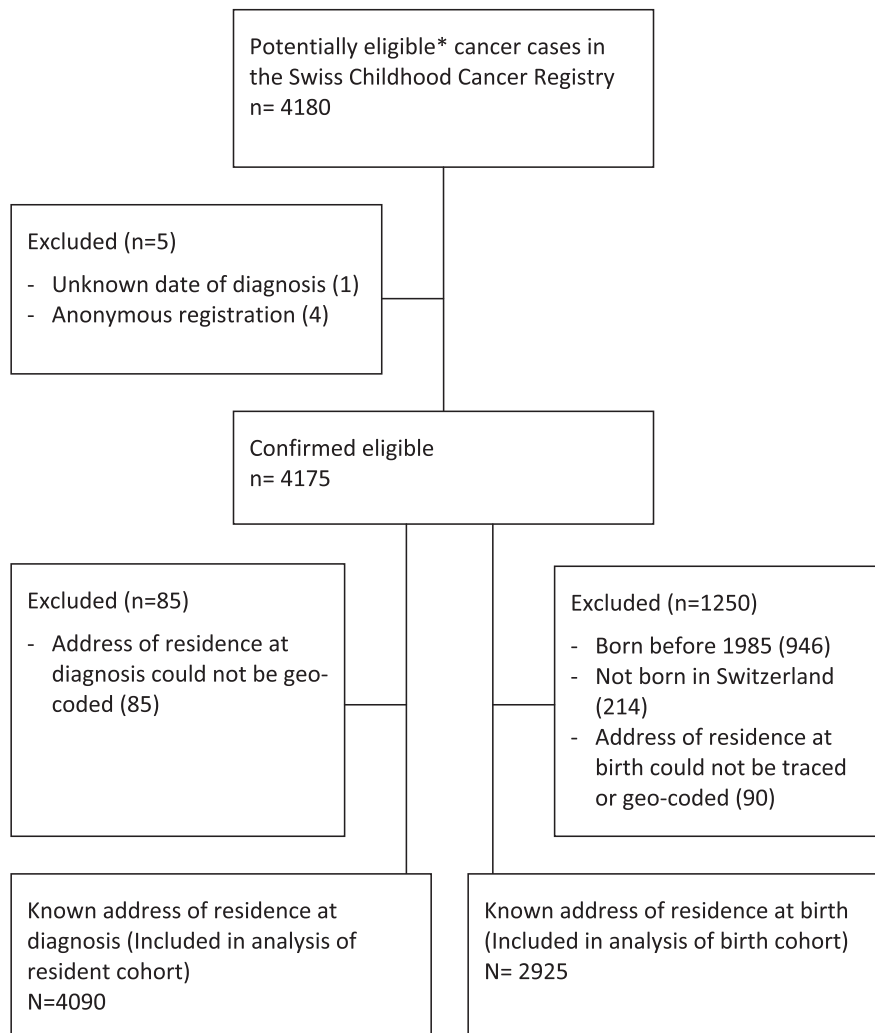 Potentially eligible* cancer cases in
the Swiss Childhood Cancer Registry
n= 4180
Excluded (n=5)
- Unknown date of diagnosis (1)
- Anonymous registration (4)
Confirmed eligible
n= 4175
Excluded (n=85)
- Address of residence at
diagnosis could not be geo-
coded (85)
Excluded (n=1250)
- Born before 1985 (946)
- Not born in Switzerland
(214)
- Address of residence at
birth could not be traced
or geo-coded (90)
Known address of residence at
diagnosis (Included in analysis of
resident cohort)
N=4090
Known address of residence at birth
(Included in analysis of birth cohort)
N= 2925